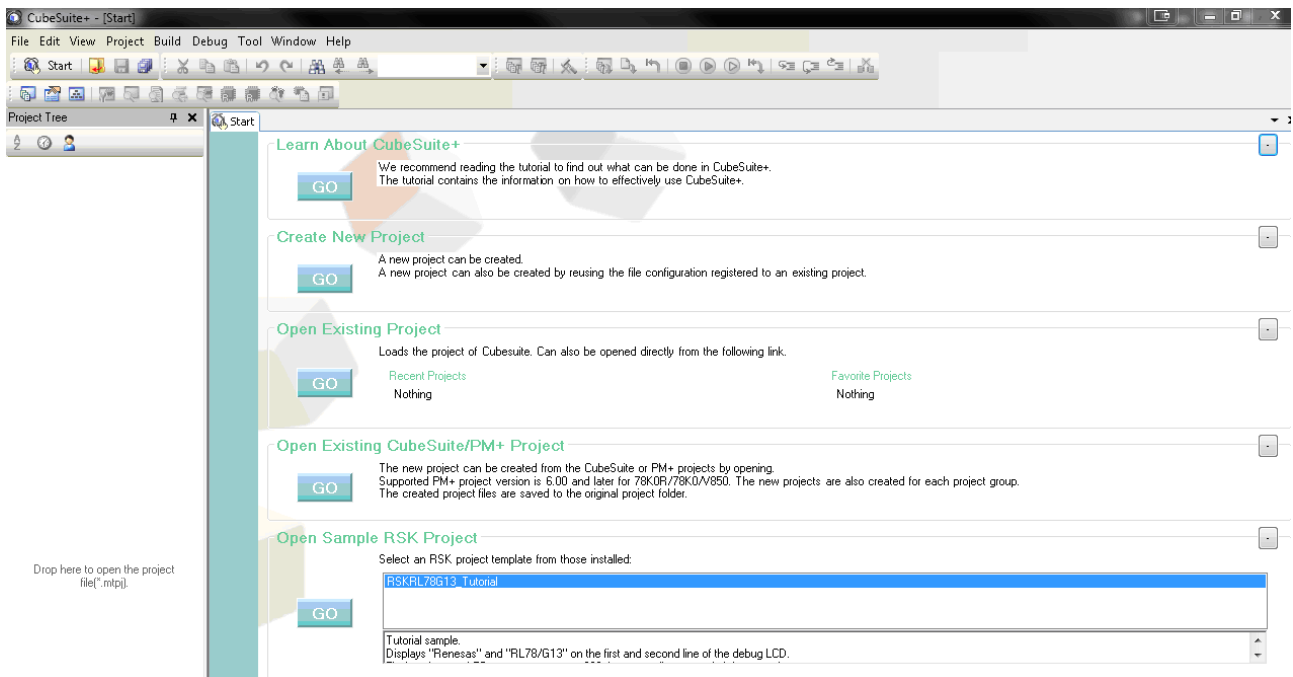 CubeSuite+ - [Start]
File Edit View Project Build Debug Tool Window Help
Start
Project Tree
Start
Learn About CubeSuite+
We recommend reading the tutorial to find out what can be done in CubeSuite+.
The tutorial contains the information on how to effectively use CubeSuite+.
GO
Create New Project
A new project can be created.
A new project can also be created by reusing the file configuration registered to an existing project.
GO
Open Existing Project
Loads the project of Cubesuite. Can also be opened directly from the following link.
GO
Recent Projects
Nothing
Favorite Projects
Nothing
Open Existing CubeSuite/PM+ Project
The new project can be created from the CubeSuite or PM+ projects by opening.
Supported PM+ project version is 6.00 and later for 78K0R/78K0/V850. The new projects are also created for each project group.
The created project files are saved to the original project folder.
GO
Open Sample RSK Project
Select an RSK project template from those installed:
RSKRL78G13_Tutorial
GO
Tutorial sample.
Displays "Renesas" and "RL78/G13" on the first and second line of the debug LCD.
Drop here to open the project
file(*.mtpj).